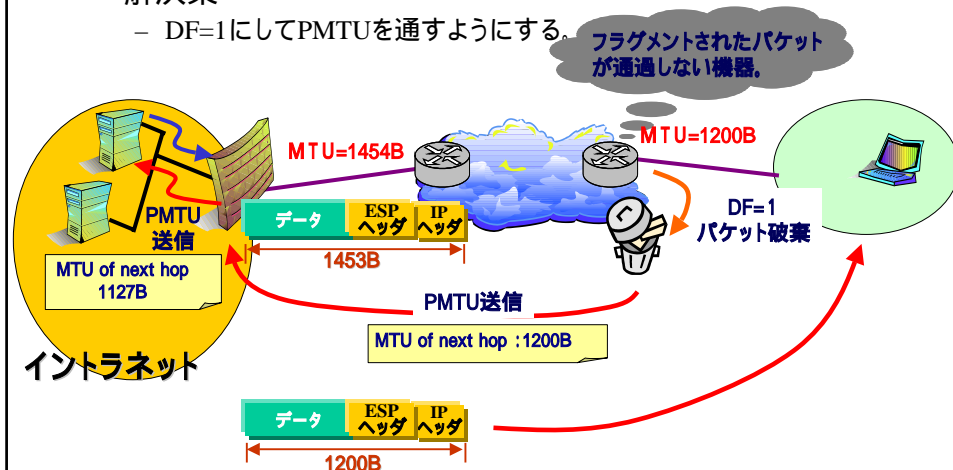 – DF=1にしてPMTUを通すようにする。
フラグメントされたパケット
が通過しない機器.
MTU=1454B
MTU=1200B
データ
ESP
ヘッダ
IP
ヘッダ
1453B
PMTU
送信
MTU of next hop
1127B
DF=1
パケット破棄
PMTU送信
MTU of next hop :1200B
イントラネット
データ
ESP
ヘッダ
IP
ヘッダ
1200B